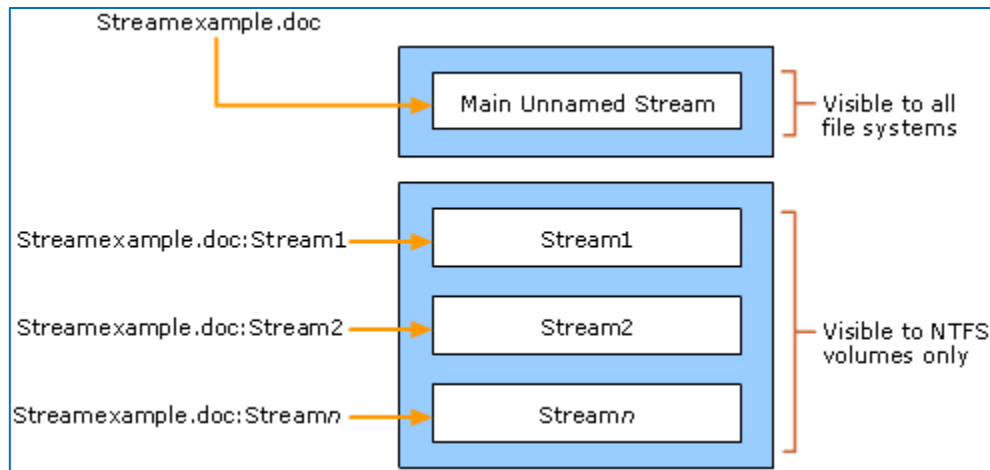 Streamexample.doc
Main Unnamed Stream
Visible to all
file systems
Streamexample.doc:Stream1
Stream1
Streamexample.doc:Stream2
Stream2
Visible to NTFS
volumes only
Streamexample.doc:Streamn
Streamn